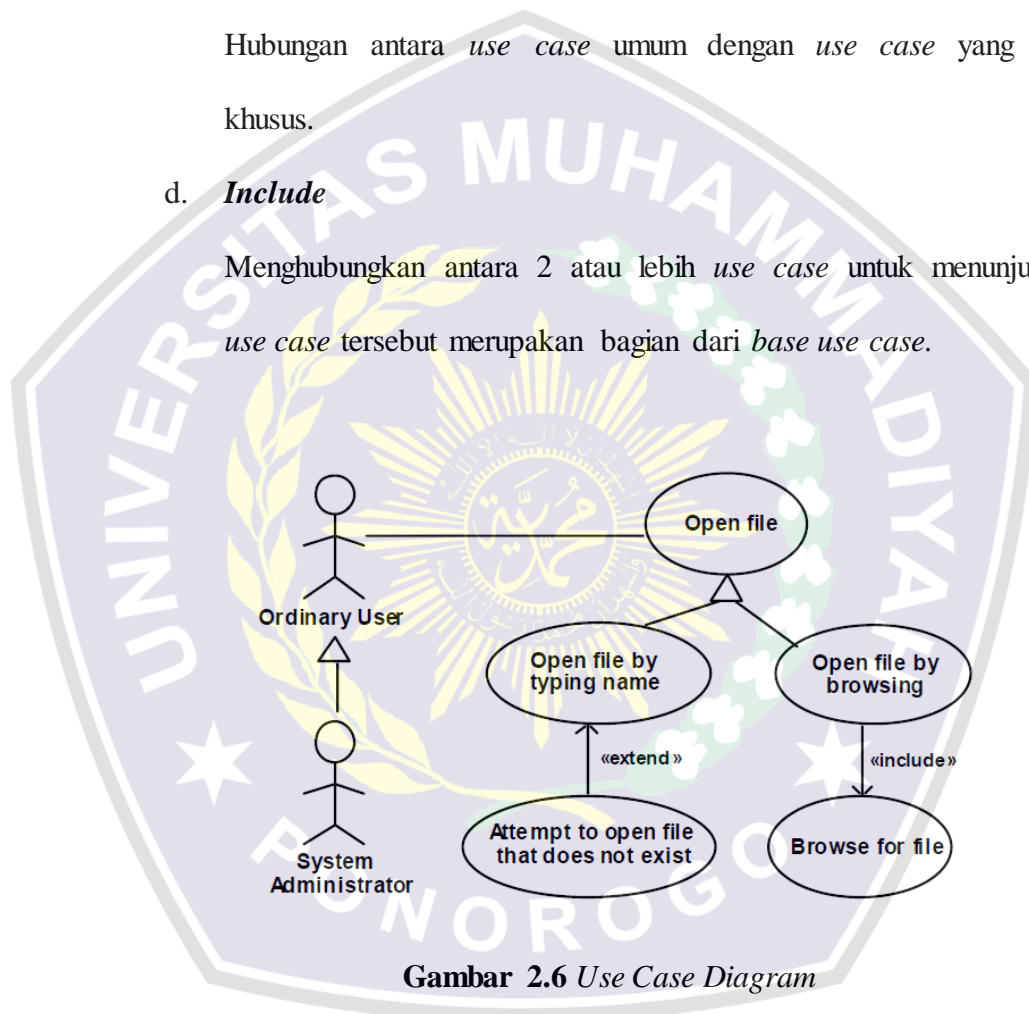 Hubungan antara use case umum dengan use case yang
khusus.
d. Include
Menghubungkan antara 2 atau lebih use case untuk menunju
use case tersebut merupakan bagian dari base use case.
Open file
Ordinary User
Open file by
typing name
Open file by
browsing
«extend»
«include»
Attempt to open file
that does not exist
Browse for file
System
Administrator
Gambar 2.6 Use Case Diagram
UNIVERSITAS MUHAMMADIYAH
PONOROGO